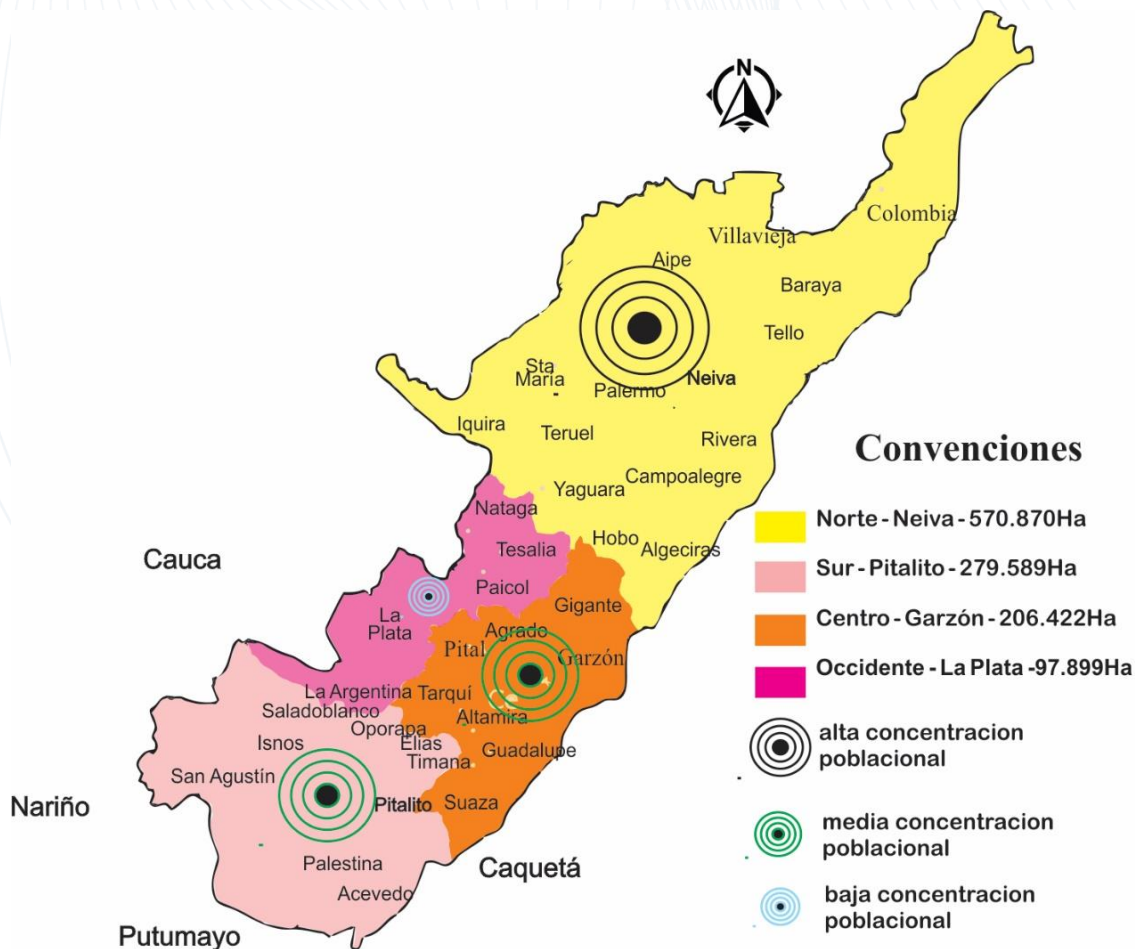 N
Colombia
Villavieja
Aipe
Baraya
Tello
Sta
María
Palermo
Neiva
Iquira
Teruel
Rivera
Campoalegre
Yaguara
Nataga
Hobo
Algeciras
Tesalia
Cauca
Paicol
Gigante
La
Plata
Agrado
Pital
Garzón
La Argentina
Tarquí
Saladoblanco
Altamira
Oporapa
Isnos
Elias
Guadalupe
Timana
San Agustín
Nariño
Pitalito
Suaza
Palestina
Caquetá
Acevedo
Putumayo
Convenciones
Norte - Neiva - 570.870Ha
Sur - Pitalito - 279.589Ha
Centro - Garzón - 206.422Ha
Occidente - La Plata -97.899Ha
alta concentracion
poblacional
media concentracion
poblacional
baja concentracion
poblacional